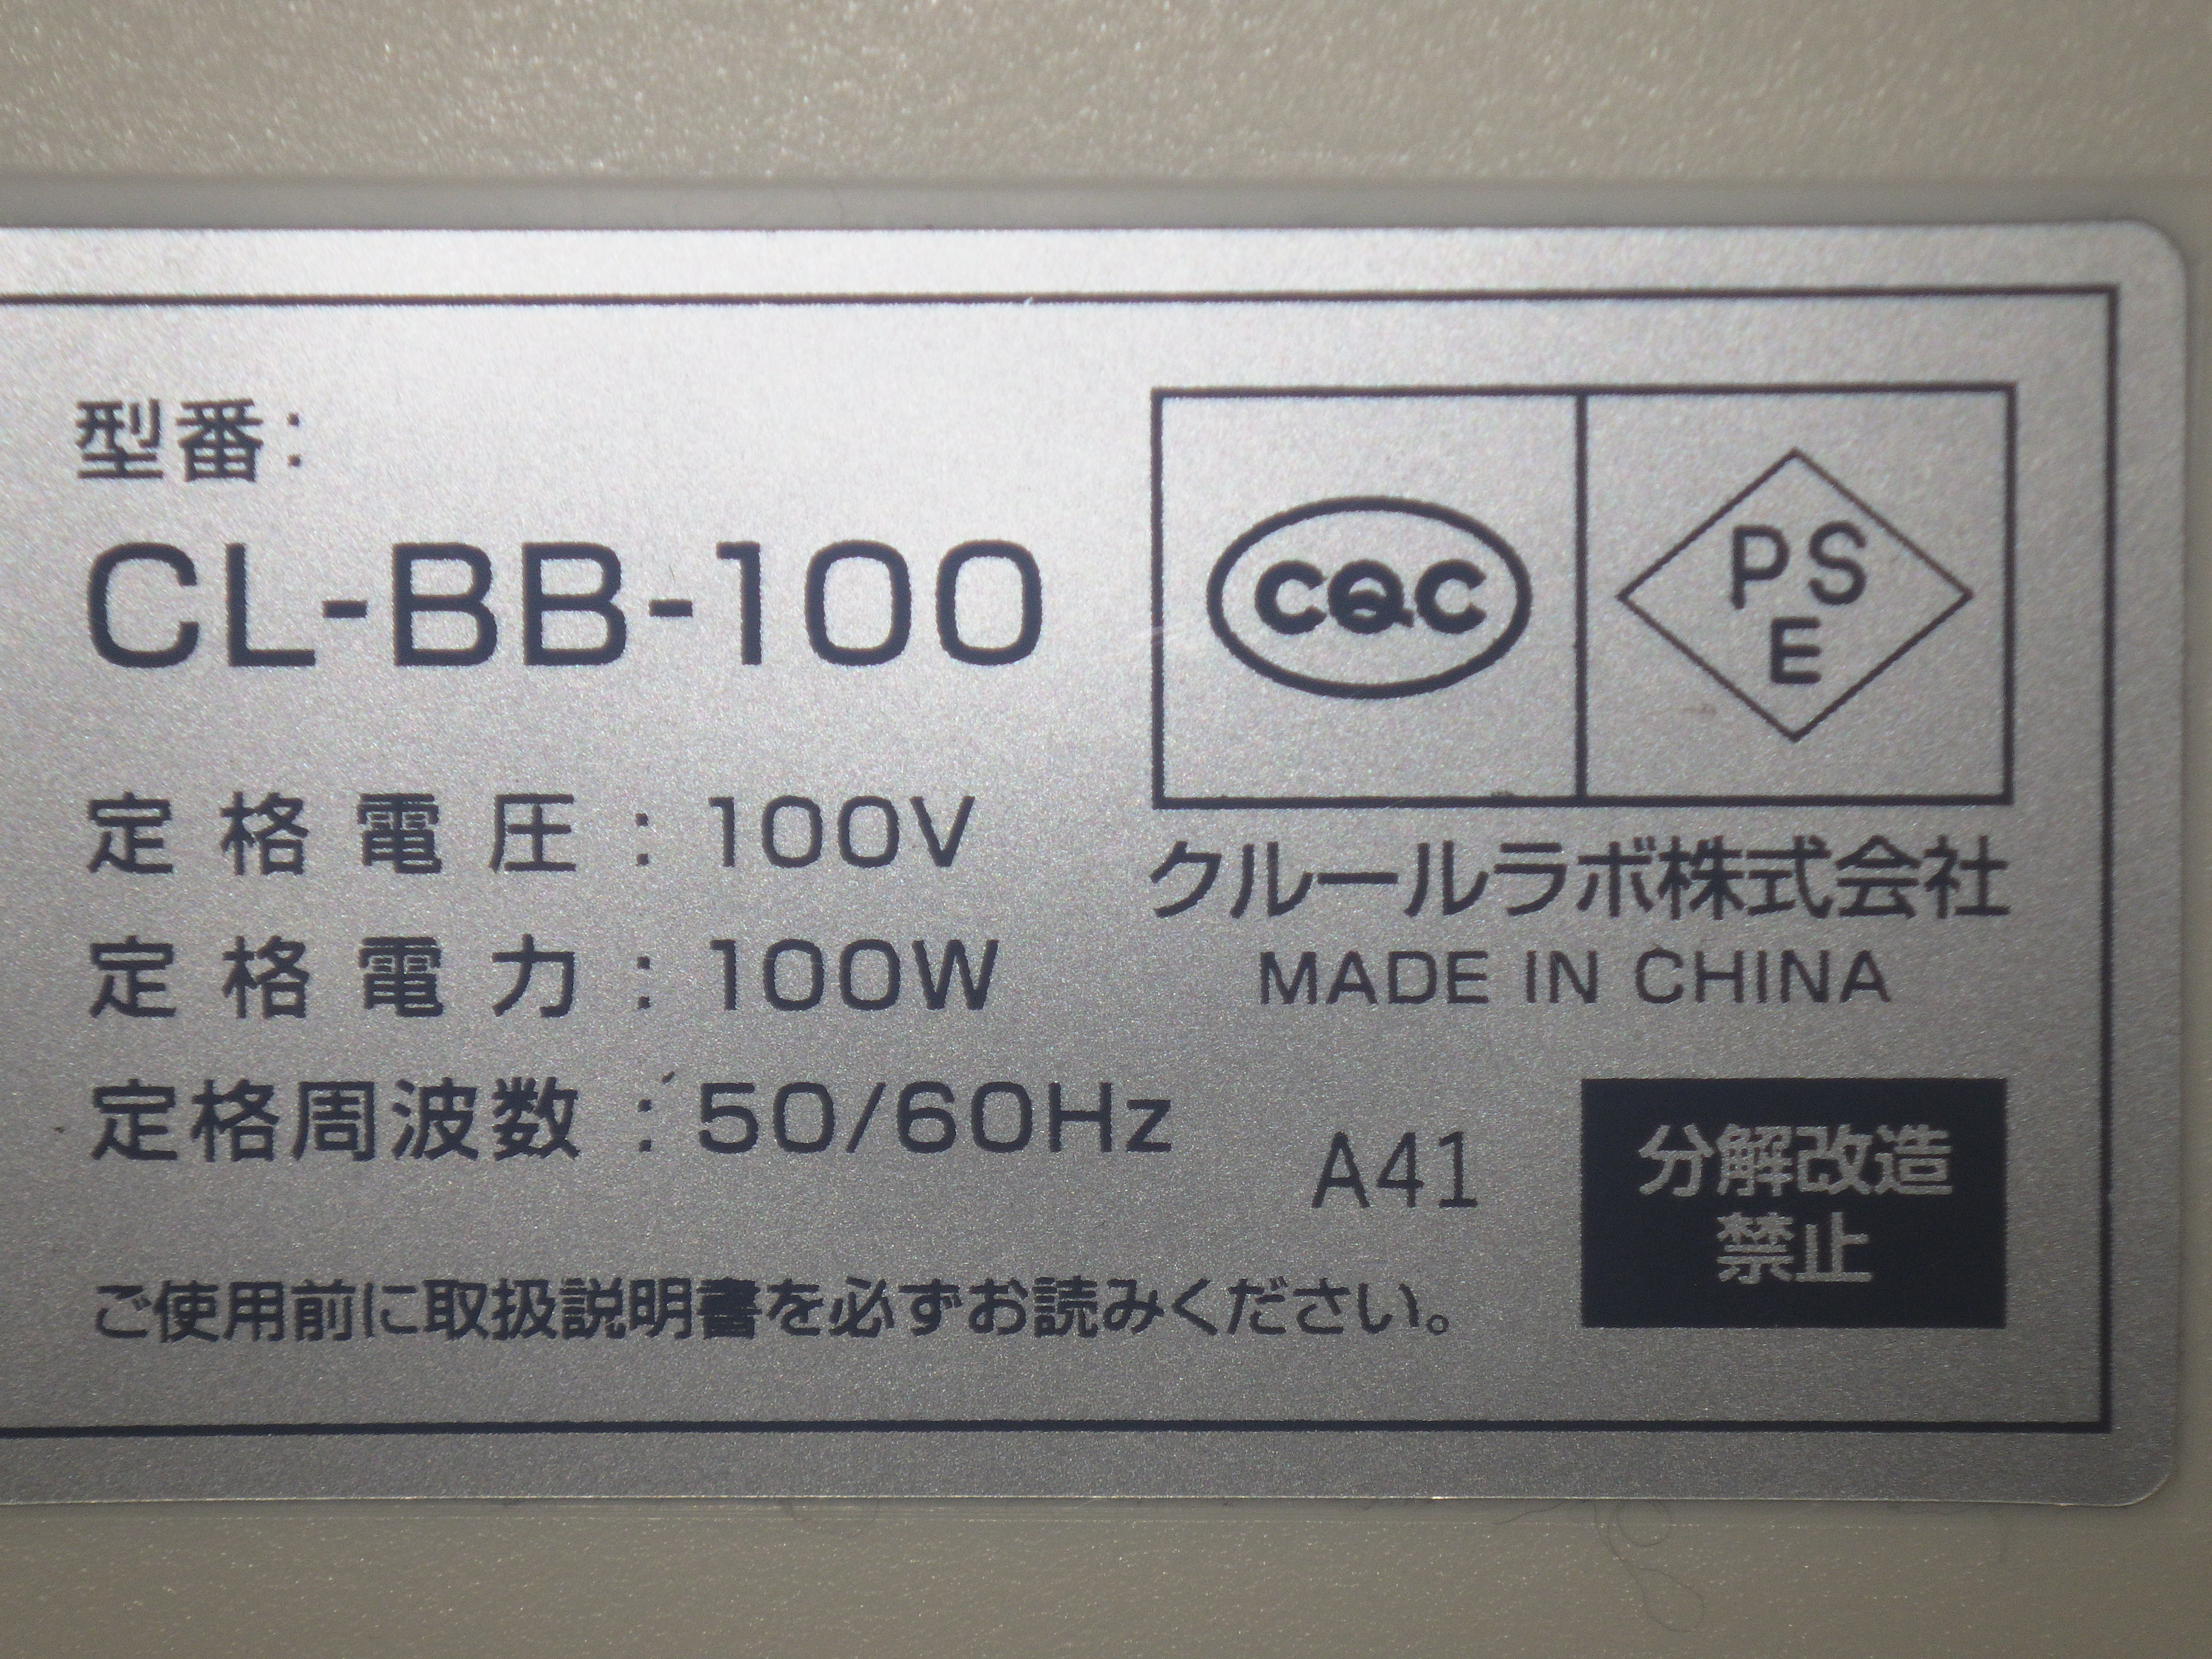 型番:
CL-BB-100
CQC
PS
E
定格電圧:100V
定格電力:100W
定格周波数:50/60Hz
クルールラボ株式会社
MADE IN CHINA
A41
分解改造
禁止
ご使用前に取扱説明書を必ずお読みください。